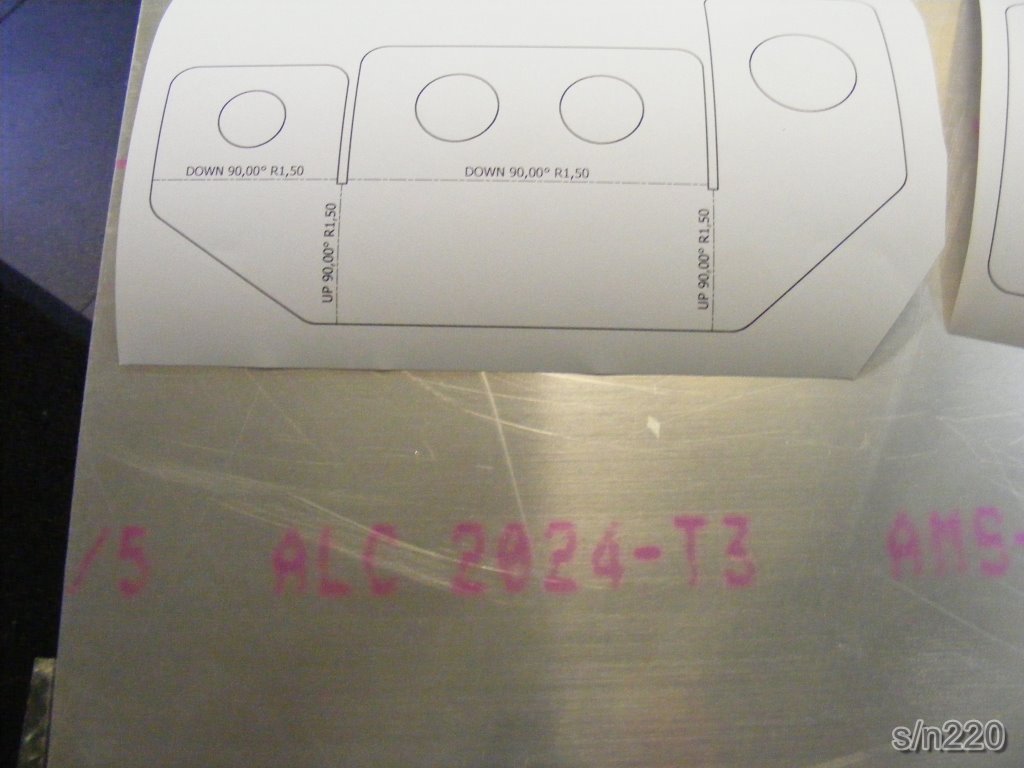 DOWN 90,00° R1,50
DOWN 90,00° R1,50
UP 90,00° R1,50
UP 90,00° R1,50
/5 ALC 2024-T3 AMS-
s/n220